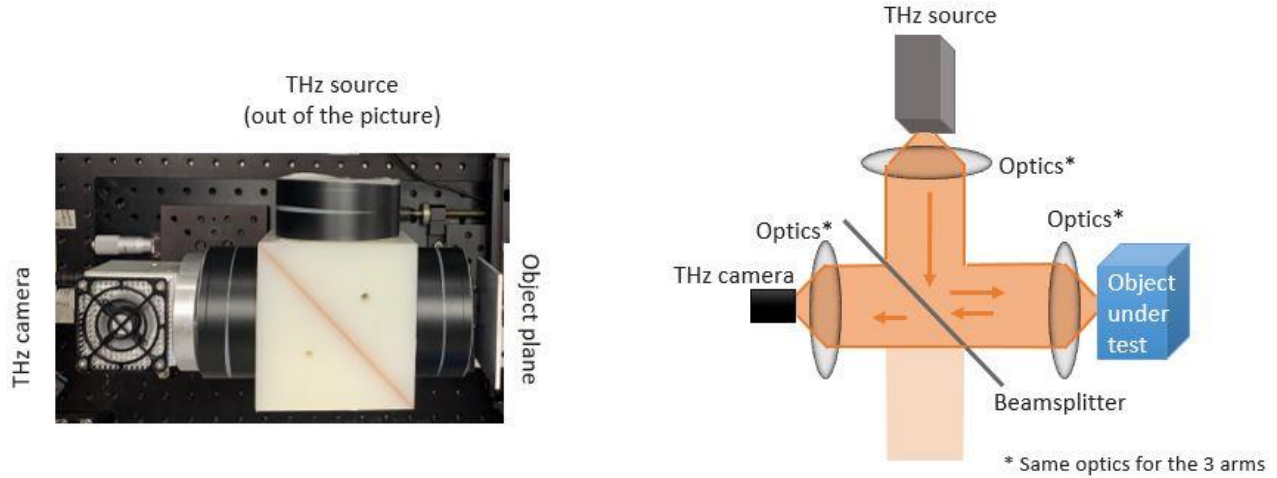 THz source
(out of the picture)
THz camera
Object plane
THz source
Optics*
Optics*
Optics*
THz camera
Object
under
test
Beamsplitter
* Same optics for the 3 arms